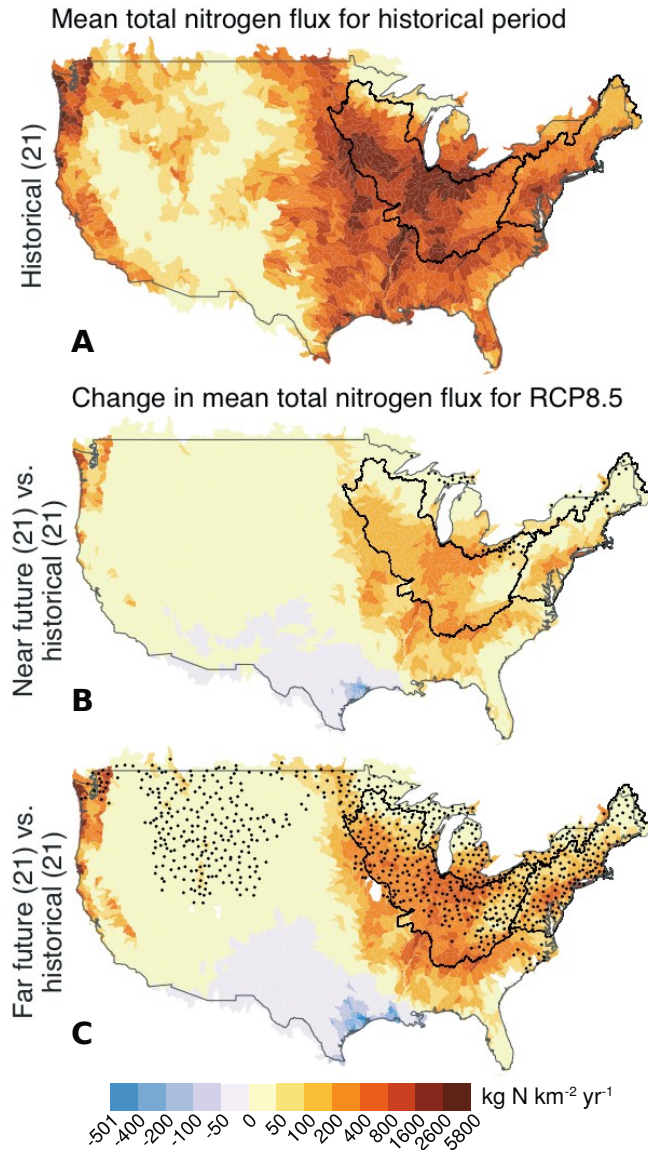 Mean total nitrogen flux for historical period
Historical (21)
A
Change in mean total nitrogen flux for RCP8.5
Near future (21) vs.
historical (21)
B
Far future (21) vs.
historical (21)
C
kg N km-2 yr-1
-501 -400 -200 -100 -50 0 50 100 200 400 800 1600 2600 5800